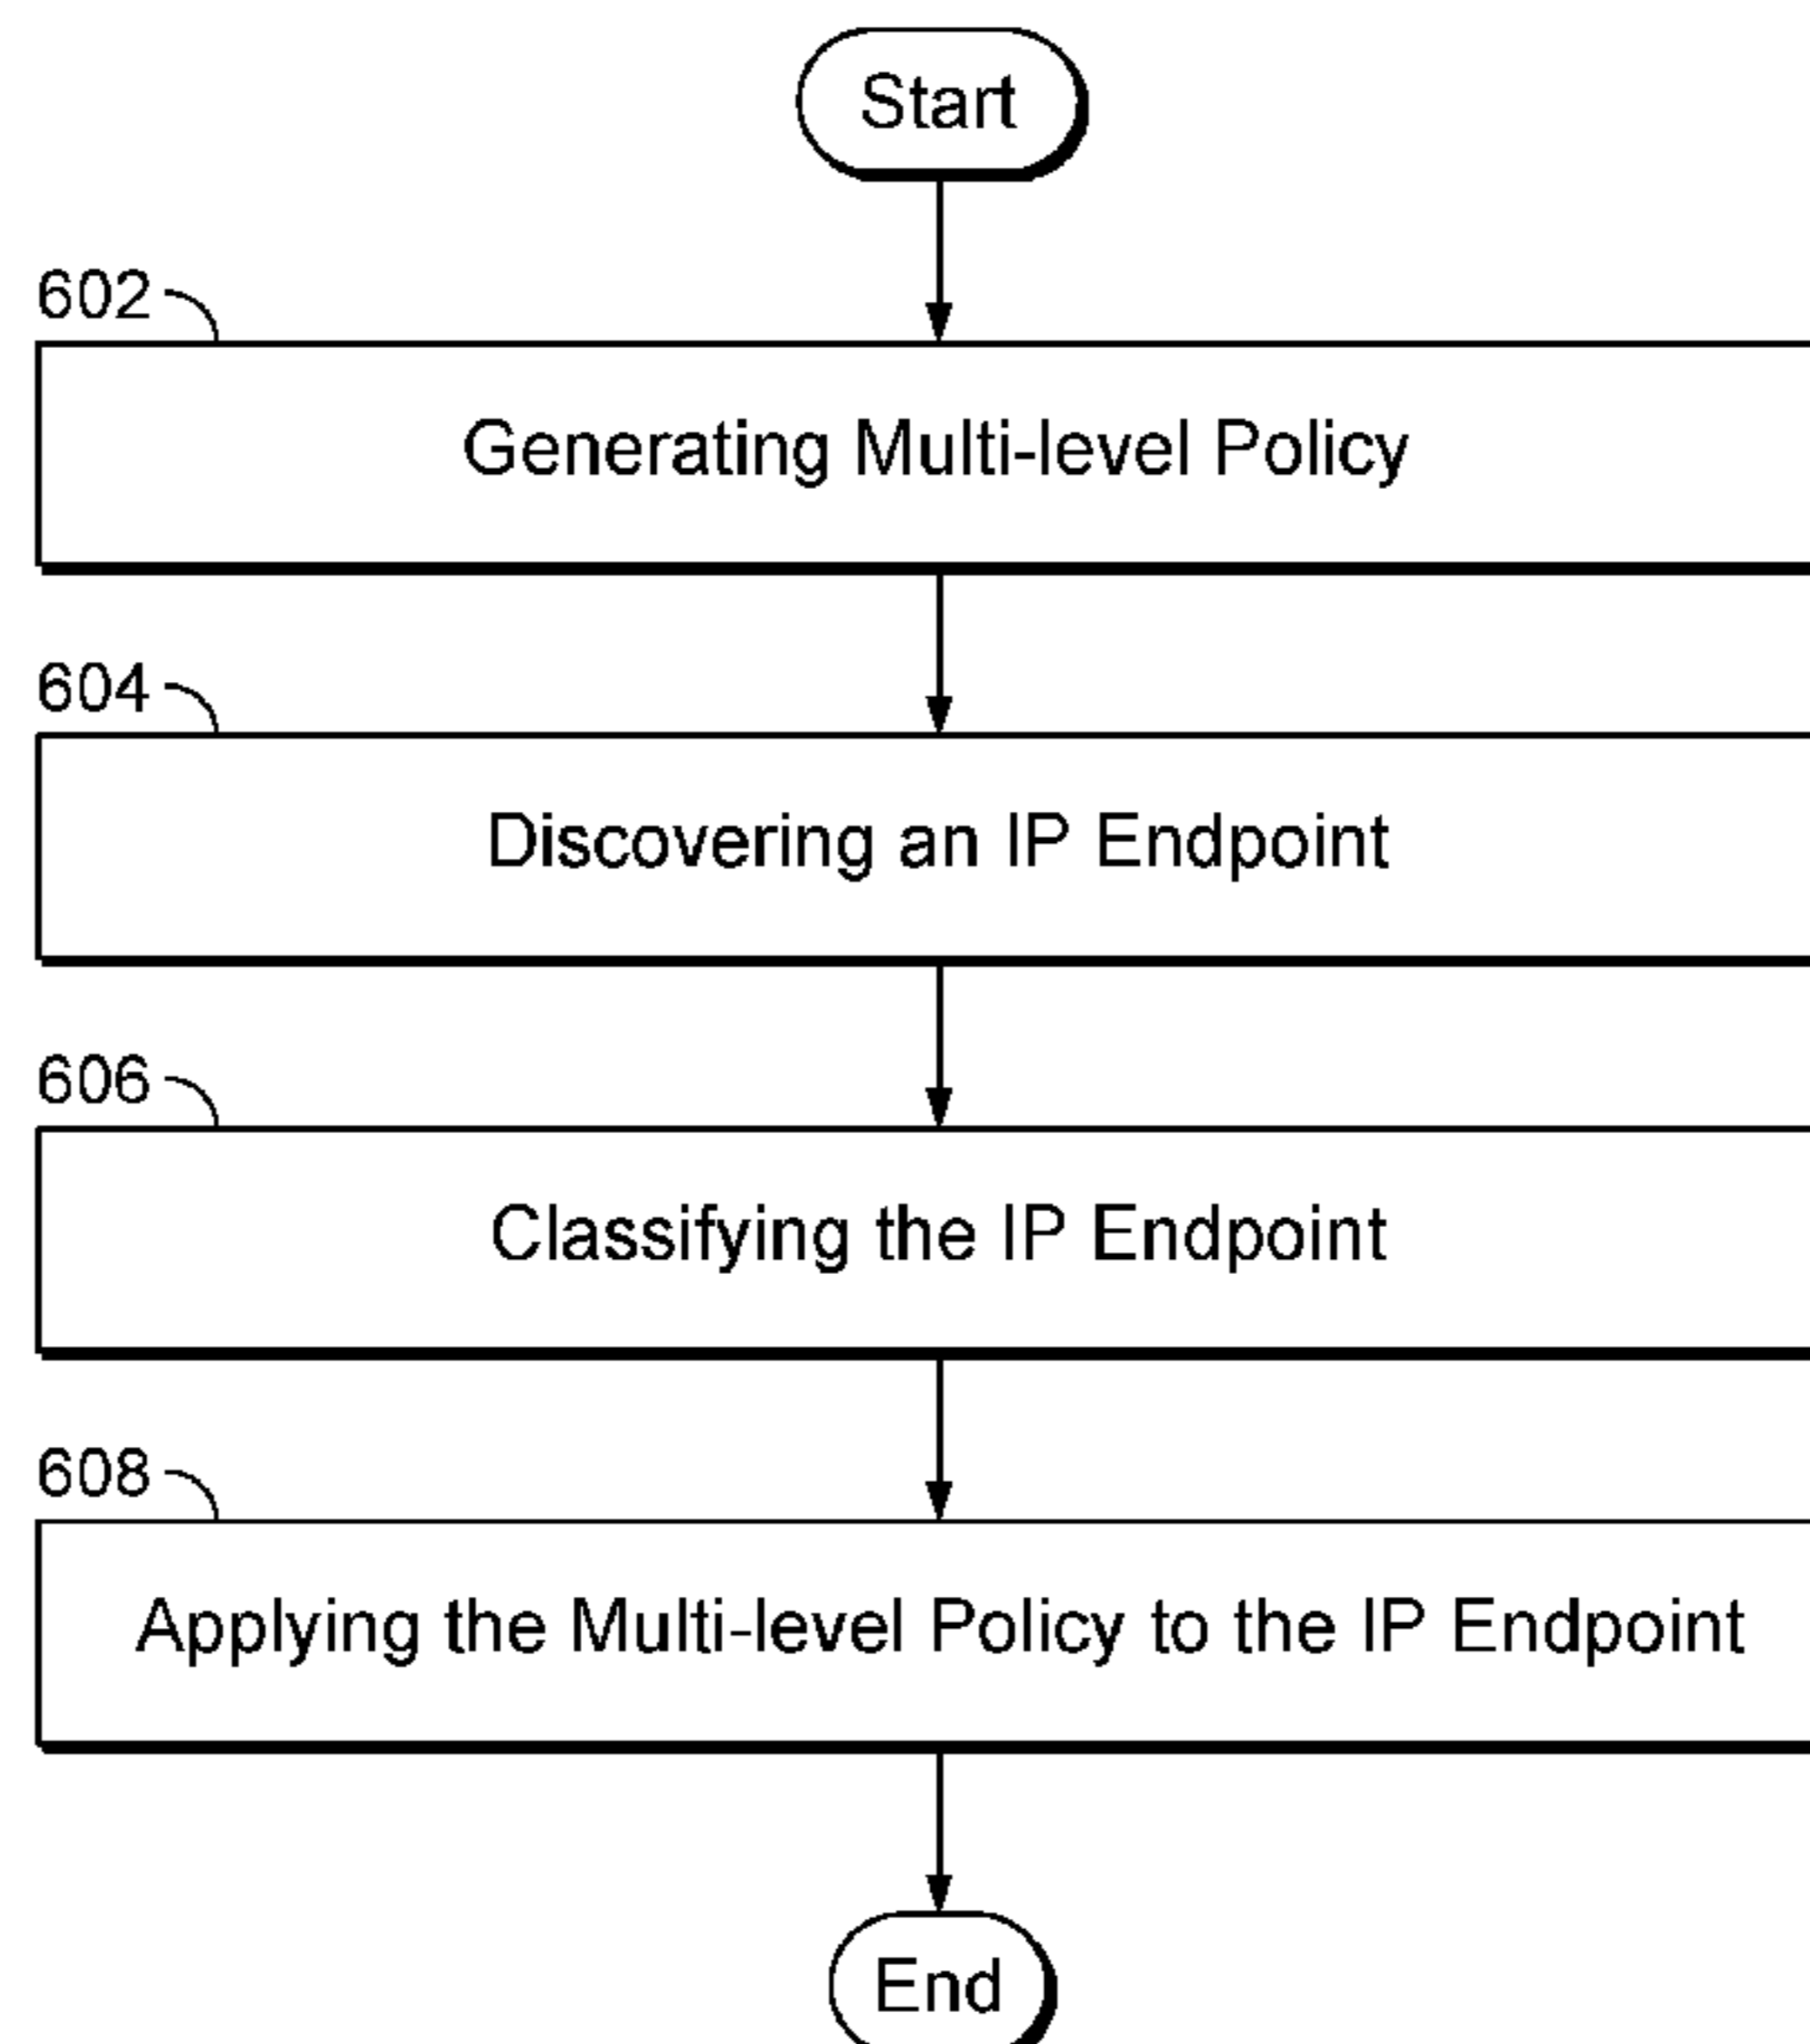 Start
602
Generating Multi-level Policy
604
Discovering an IP Endpoint
606
Classifying the IP Endpoint
608
Applying the Multi-level Policy to the IP Endpoint
End